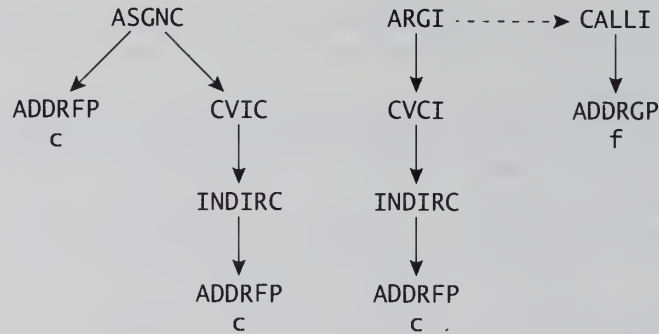 ASGNC ARGI CALLI
ADDRFP CVIC CVCI ADDRGP
c f
INDIRC INDIRC
ADDRFP ADDRFP
c c